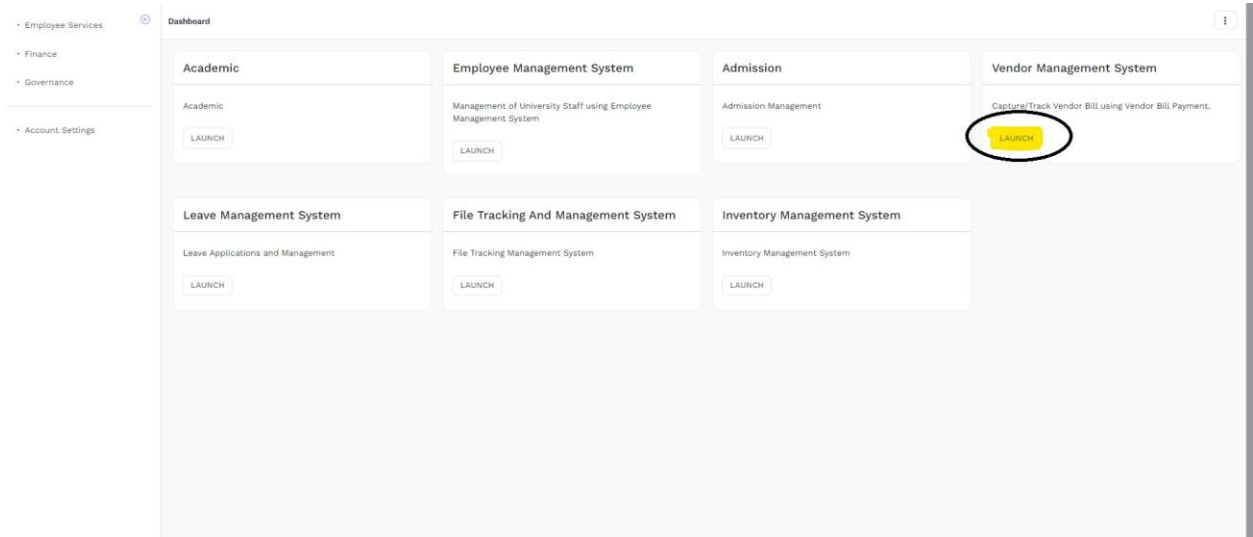 • Employee Services
• Finance
• Governance
• Account Settings
Dashboard
Academic
Academic
LAUNCH
Employee Management System
Management of University Staff using Employee
Management System
LAUNCH
Admission
Admission Management
LAUNCH
Vendor Management System
Capture/Track Vendor Bill using Vendor Bill Payment.
LAUNCH
Leave Management System
Leave Applications and Management
LAUNCH
File Tracking And Management System
File Tracking Management System
LAUNCH
Inventory Management System
Inventory Management System
LAUNCH